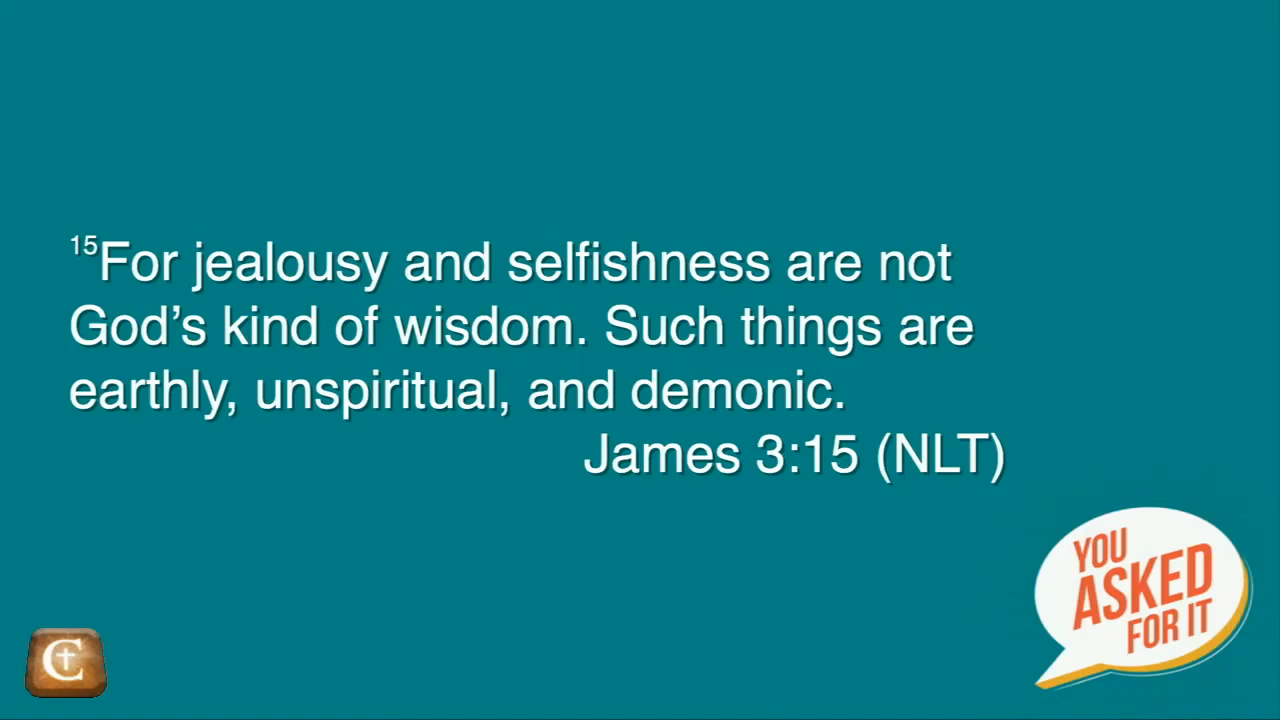 ¹⁵For jealousy and selfishness are not
God’s kind of wisdom. Such things are
earthly, unspiritual, and demonic.
James 3:15 (NLT)
YOU
ASKED
FOR IT
C